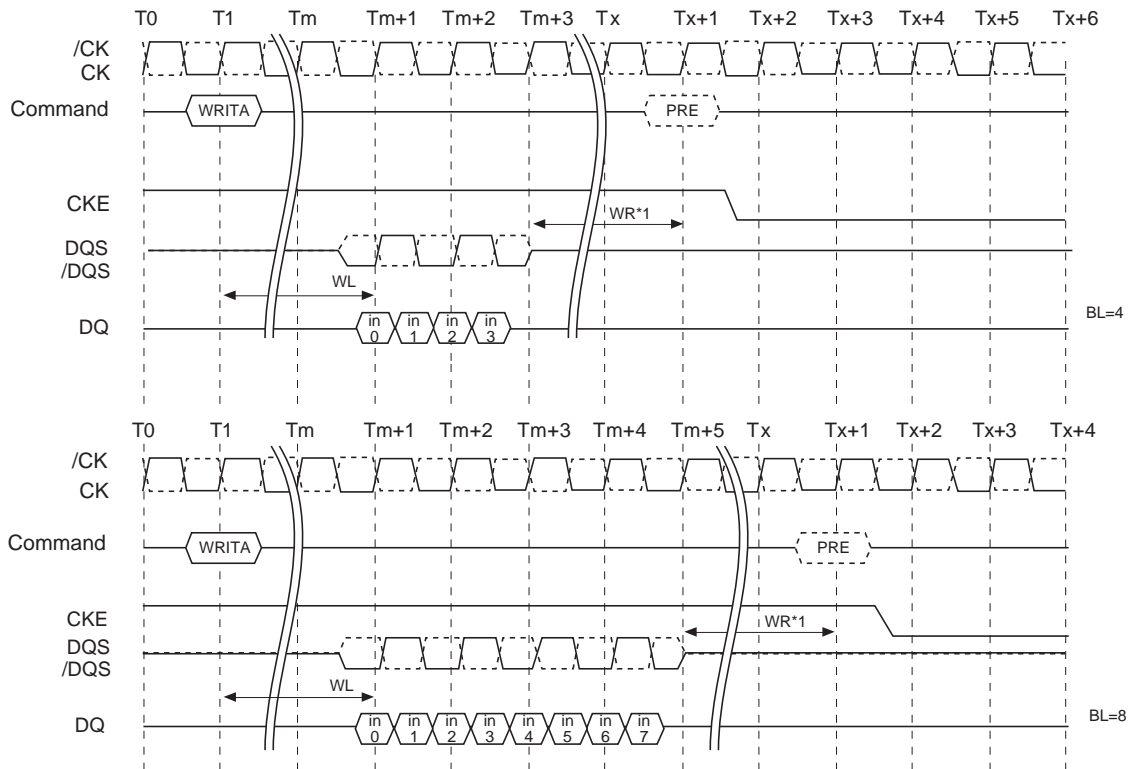 T0 T1 Tm Tm+1 Tm+2 Tm+3 Tx Tx+1 Tx+2 Tx+3 Tx+4 Tx+5 Tx+6
/CK
CK
Command WRITA PRE
CKE
WR*1
DQS
/DQS
WL
DQ in 0 in 1 in 2 in 3
BL=4
T0 T1 Tm Tm+1 Tm+2 Tm+3 Tm+4 Tm+5 Tx Tx+1 Tx+2 Tx+3 Tx+4
/CK
CK
Command WRITA PRE
CKE
WR*1
DQS
/DQS
WL
DQ in 0 in 1 in 2 in 3 in 4 in 5 in 6 in 7
BL=8